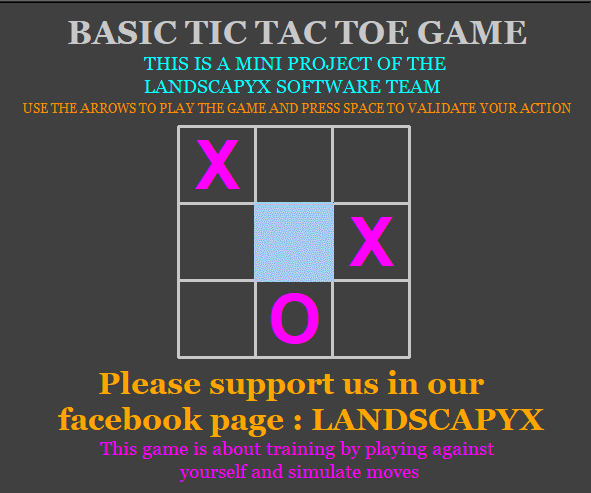 BASIC TIC TAC TOE GAME
THIS IS A MINI PROJECT OF THE
LANDSCAPYX SOFTWARE TEAM
USE THE ARROWS TO PLAY THE GAME AND PRESS SPACE TO VALIDATE YOUR ACTION
X
X
O
Please support us in our
facebook page : LANDSCAPYX
This game is about training by playing against
yourself and simulate moves